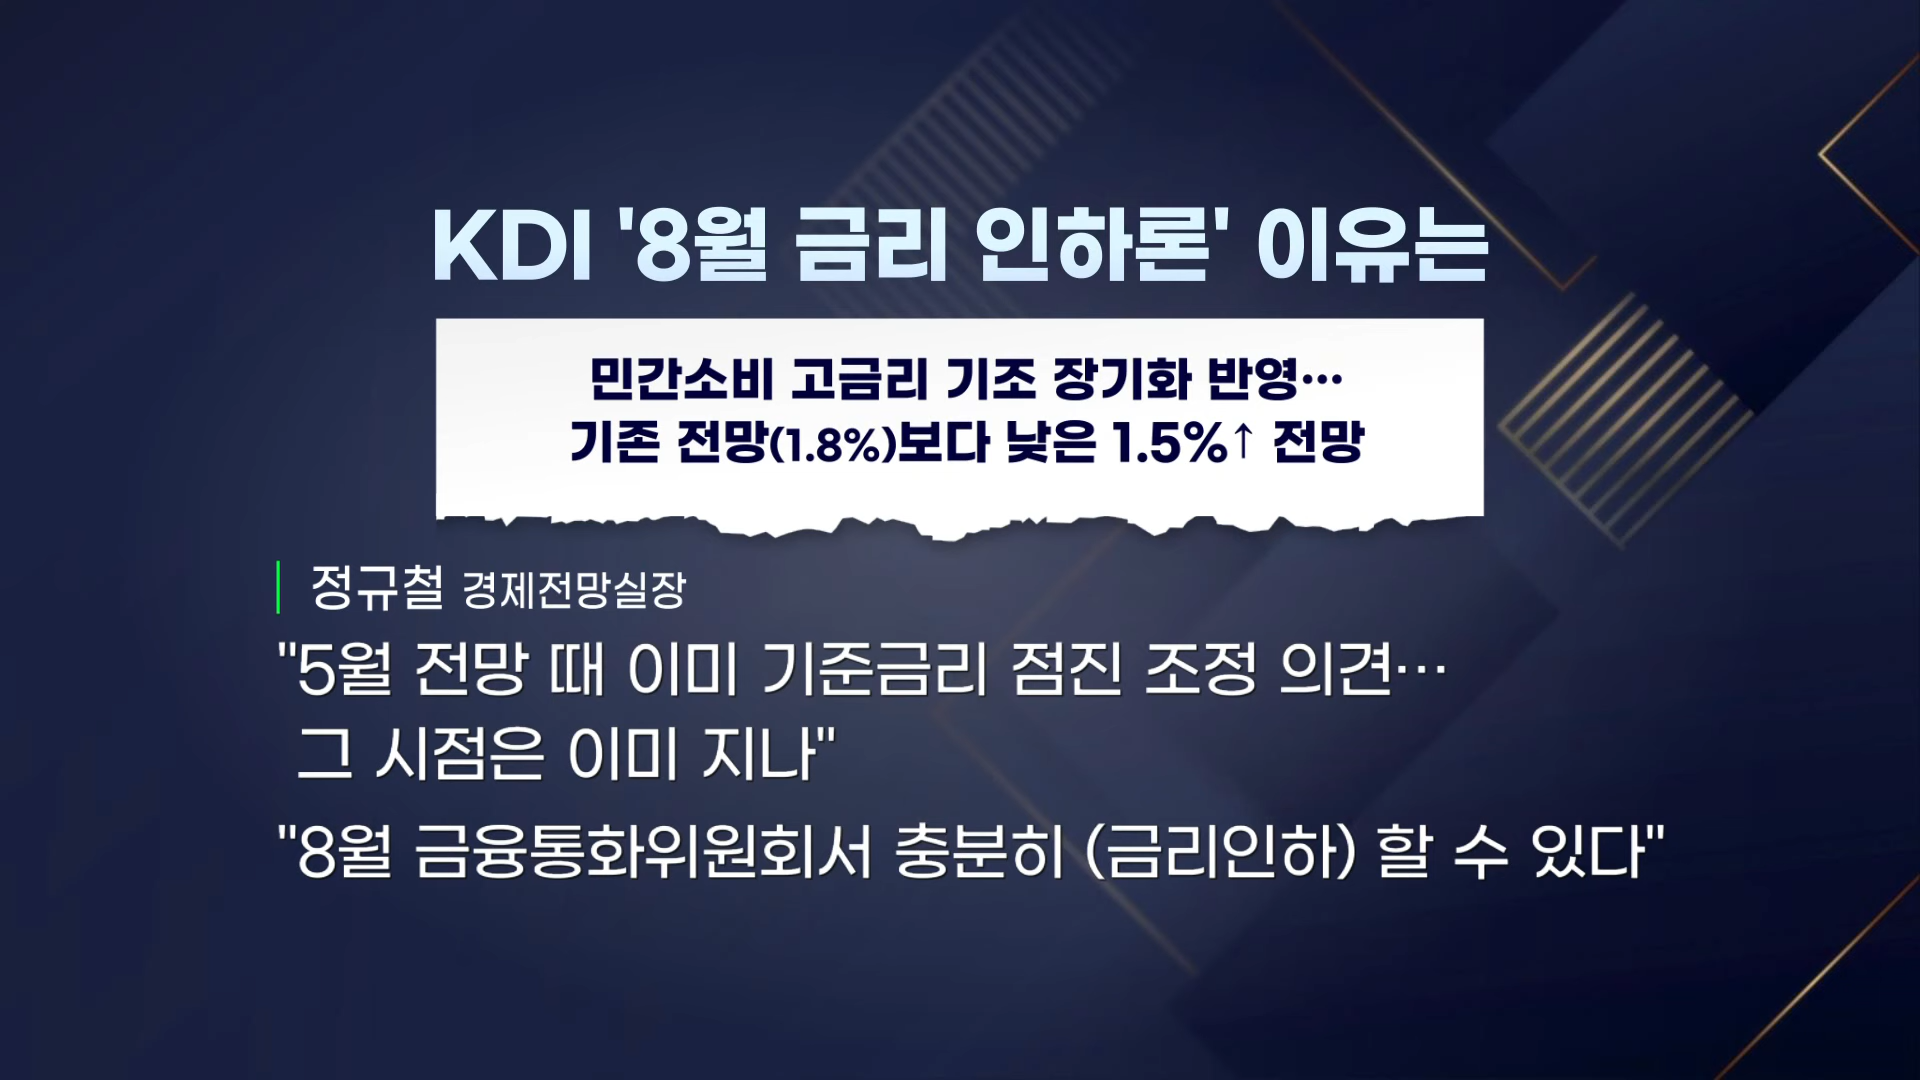 KDI '8월 금리 인하론' 이유는
민간소비 고금리 기조 장기화 반영…
기존 전망(1.8%)보다 낮은 1.5%↑ 전망
정규철 경제전망실장
"5월 전망 때 이미 기준금리 점진 조정 의견…
그 시점은 이미 지나"
"8월 금융통화위원회서 충분히 (금리인하) 할 수 있다"